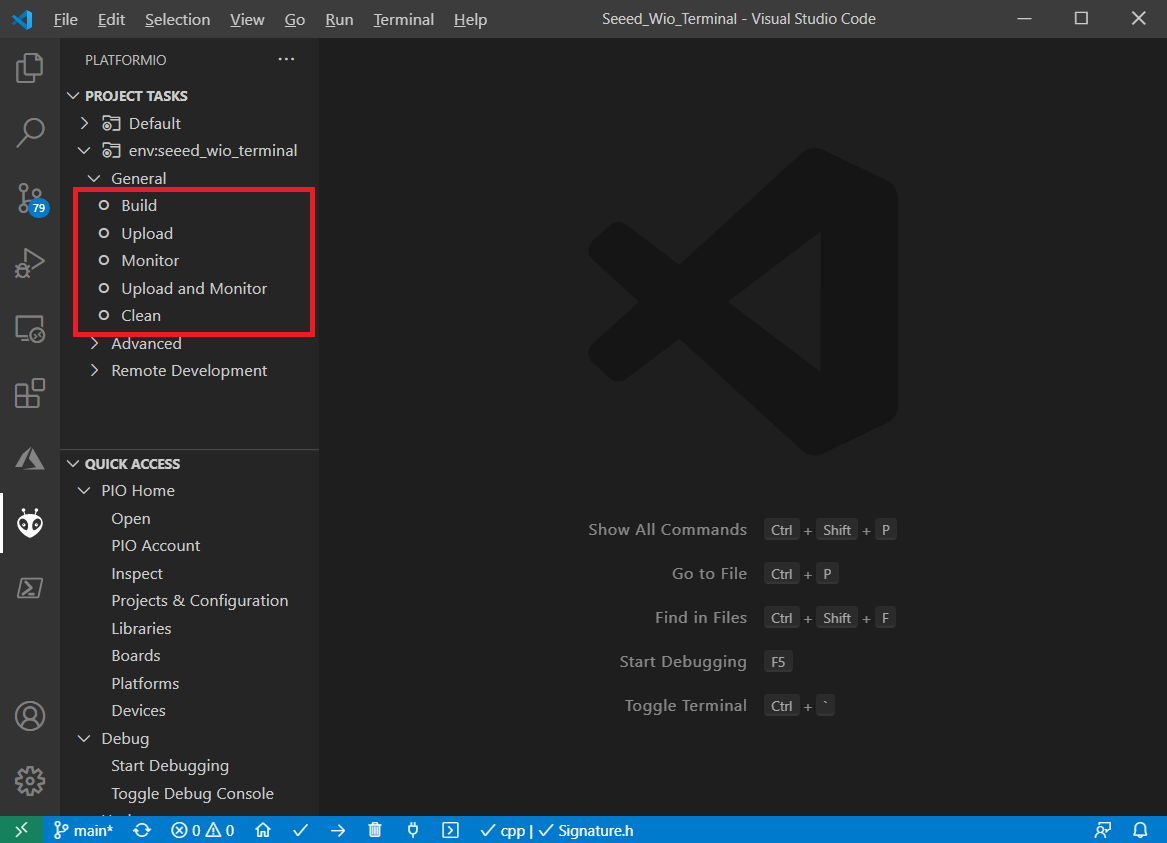 File Edit Selection View Go Run Terminal Help Seeed_Wio_Terminal - Visual Studio Code
PLATFORMIO
PROJECT TASKS
Default
env:seeed_wio_terminal
General
Build
Upload
Monitor
Upload and Monitor
Clean
Advanced
Remote Development
79
QUICK ACCESS
PIO Home
Open
PIO Account
Inspect
Projects & Configuration
Libraries
Boards
Platforms
Devices
Debug
Start Debugging
Toggle Debug Console
Show All Commands Ctrl + Shift + P
Go to File Ctrl + P
Find in Files Ctrl + Shift + F
Start Debugging F5
Toggle Terminal Ctrl + `
main* 0 0 cpp | Signature.h